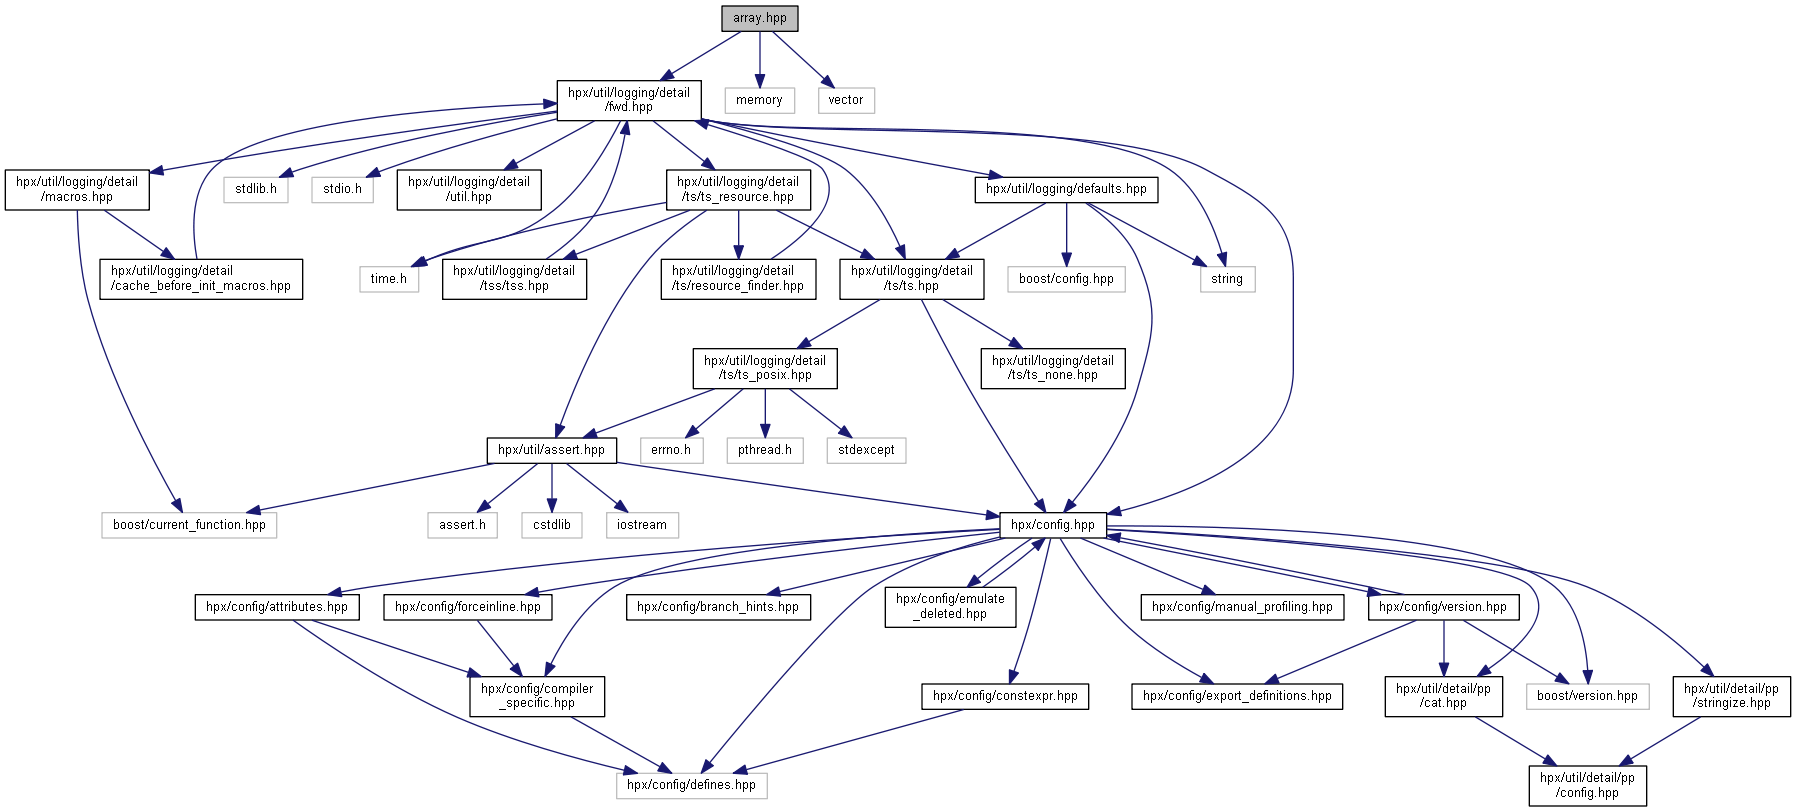 array.hpp
hpx/util/logging/detail
/fwd.hpp
memory
vector
hpx/util/logging/detail
/macros.hpp
stdlib.h
stdio.h
hpx/util/logging/detail
/util.hpp
hpx/util/logging/detail
/ts/ts_resource.hpp
hpx/util/logging/defaults.hpp
hpx/util/logging/detail
/cache_before_init_macros.hpp
time.h
hpx/util/logging/detail
/tss/tss.hpp
hpx/util/logging/detail
/ts/resource_finder.hpp
hpx/util/logging/detail
/ts/ts.hpp
boost/config.hpp
string
hpx/util/logging/detail
/ts/ts_posix.hpp
hpx/util/logging/detail
/ts/ts_none.hpp
hpx/util/assert.hpp
errno.h
pthread.h
stdexcept
boost/current_function.hpp
assert.h
cstdlib
iostream
hpx/config.hpp
hpx/config/attributes.hpp
hpx/config/forceinline.hpp
hpx/config/branch_hints.hpp
hpx/config/emulate
_deleted.hpp
hpx/config/manual_profiling.hpp
hpx/config/version.hpp
hpx/config/compiler
_specific.hpp
hpx/config/constexpr.hpp
hpx/config/export_definitions.hpp
hpx/util/detail/pp
/cat.hpp
boost/version.hpp
hpx/util/detail/pp
/stringize.hpp
hpx/config/defines.hpp
hpx/util/detail/pp
/config.hpp